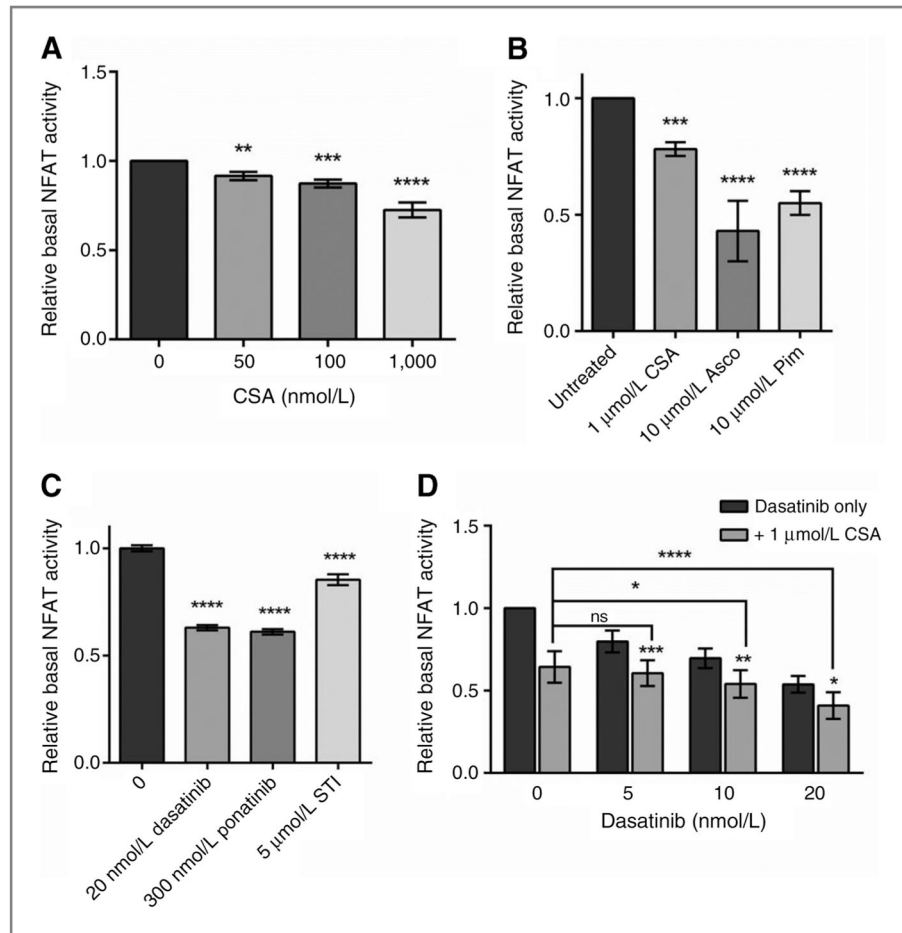 A
Relative basal NFAT activity
1.5
1.0
0.5
0.0
**
***
****
0 50 100 1,000
CSA (nmol/L)
B
Relative basal NFAT activity
1.0
0.5
0.0
***
****
****
Untreated
1 μmol/L CSA
10 μmol/L Asco
10 μmol/L Pim
C
Relative basal NFAT activity
1.0
0.5
0.0
****
****
****
0
20 nmol/L dasatinib
300 nmol/L ponatinib
5 μmol/L STI
D
Dasatinib only
+ 1 μmol/L CSA
Relative basal NFAT activity
1.5
1.0
0.5
0.0
****
*
ns
***
**
*
0 5 10 20
Dasatinib (nmol/L)